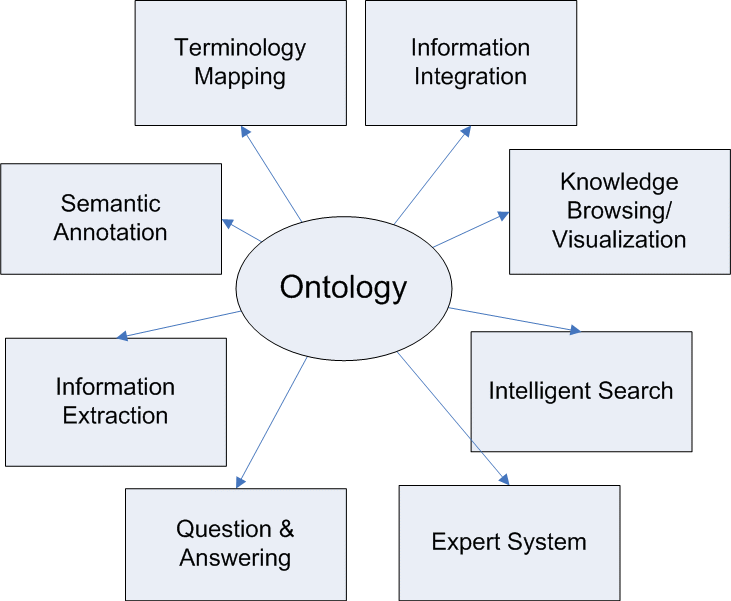 Terminology
Mapping
Information
Integration
Semantic
Annotation
Knowledge
Browsing/
Visualization
Ontology
Information
Extraction
Intelligent Search
Question &
Answering
Expert System